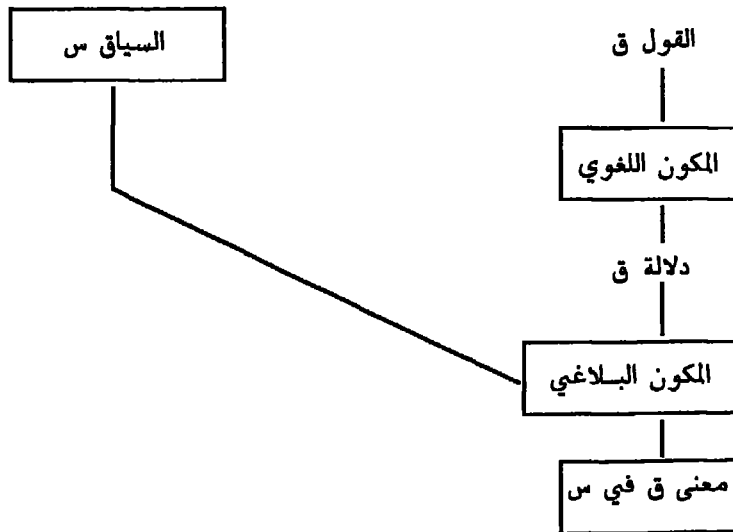 السياق س
القول ق
المكون اللغوي
دلالة ق
المكون البلاغي
معنى ق في س